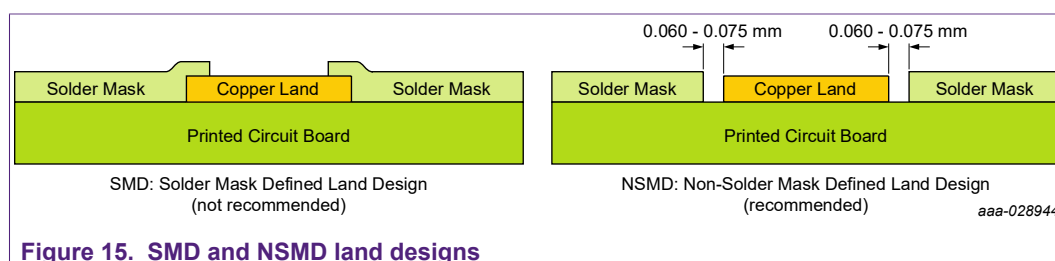 0.060 - 0.075 mm
0.060 - 0.075 mm
Solder Mask
Copper Land
Solder Mask
Printed Circuit Board
SMD: Solder Mask Defined Land Design
(not recommended)
Solder Mask
Copper Land
Solder Mask
Printed Circuit Board
NSMD: Non-Solder Mask Defined Land Design
(recommended)
aaa-028944
Figure 15. SMD and NSMD land designs